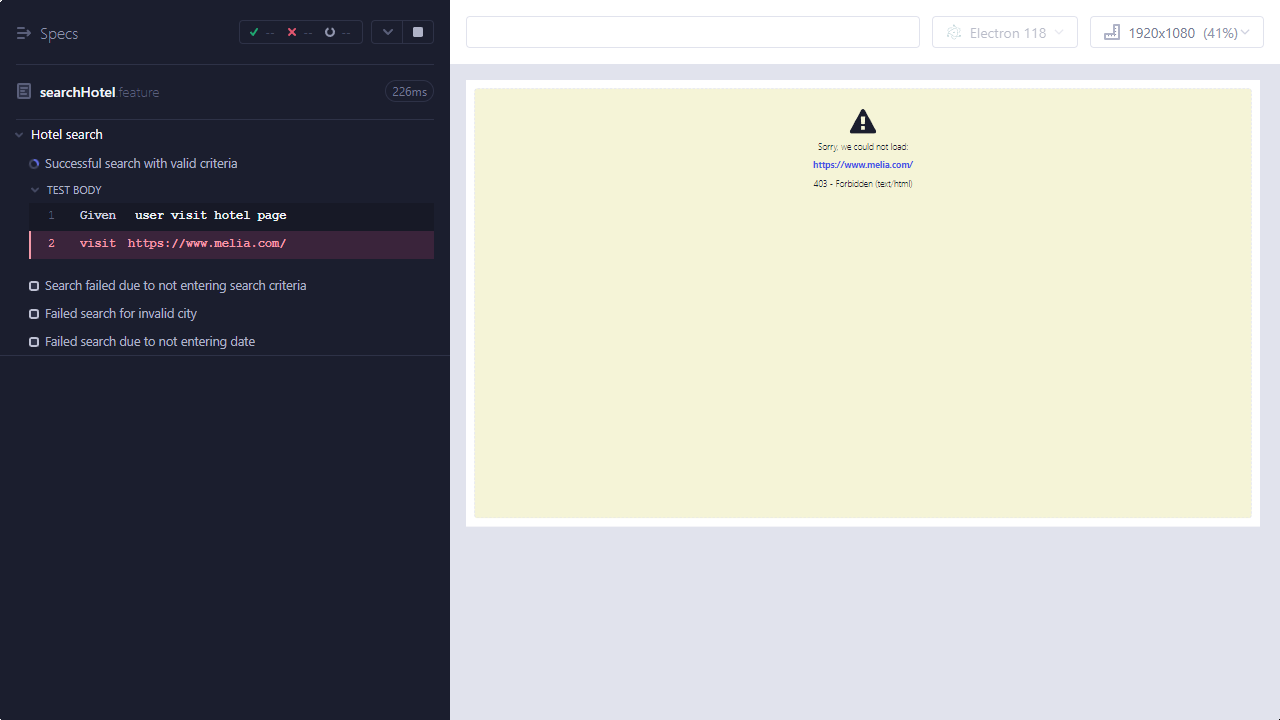 Specs
--
--
--
Electron 118
1920x1080 (41%)
searchHotel.feature
226ms
Hotel search
Successful search with valid criteria
TEST BODY
1 Given user visit hotel page
2 visit https://www.melia.com/
Search failed due to not entering search criteria
Failed search for invalid city
Failed search due to not entering date
Sorry, we could not load:
https://www.melia.com/
403 - Forbidden (text/html)